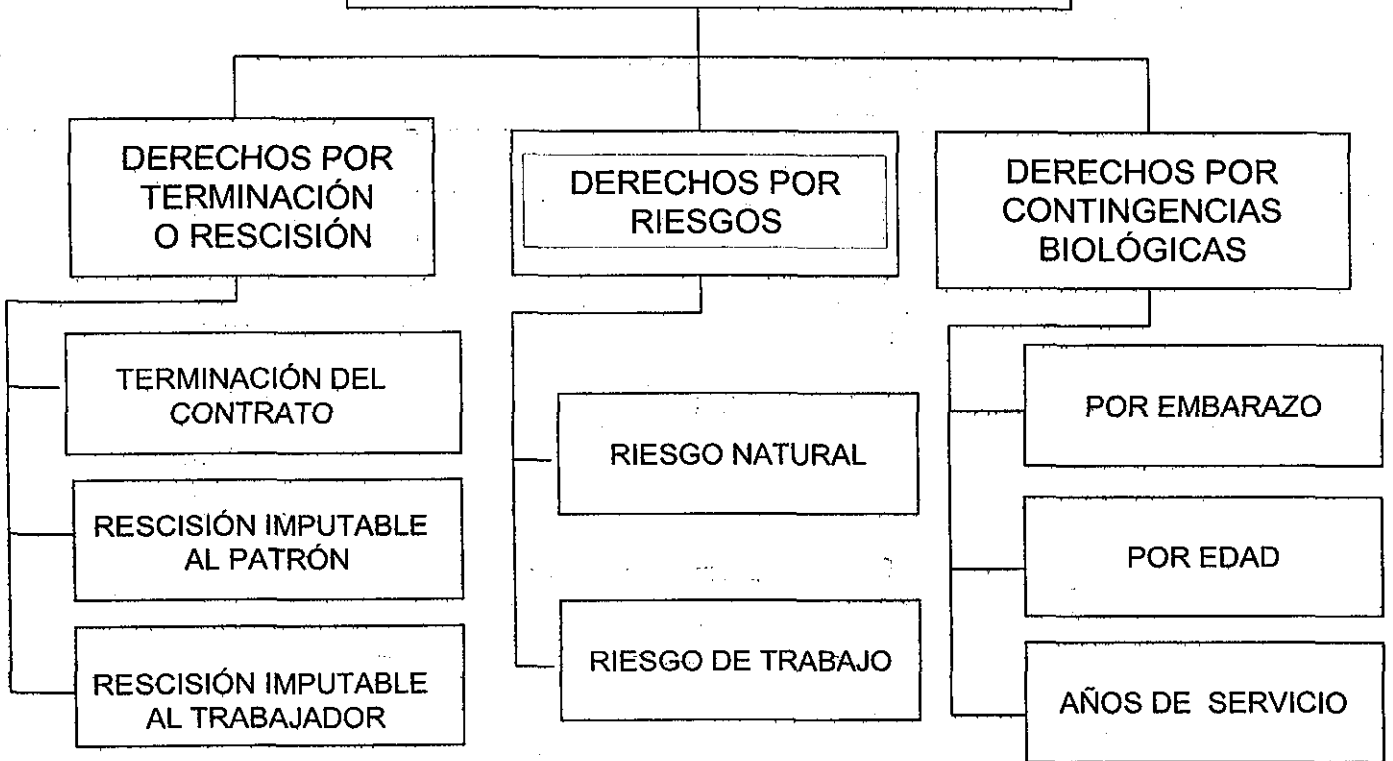 DERECHOS POR
TERMINACIÓN
O RESCISIÓN
TERMINACIÓN DEL
CONTRATO
RESCISIÓN IMPUTABLE
AL PATRÓN
RESCISIÓN IMPUTABLE
AL TRABAJADOR
DERECHOS POR
RIESGOS
RIESGO NATURAL
RIESGO DE TRABAJO
DERECHOS POR
CONTINGENCIAS
BIOLÓGICAS
POR EMBARAZO
POR EDAD
AÑOS DE SERVICIO